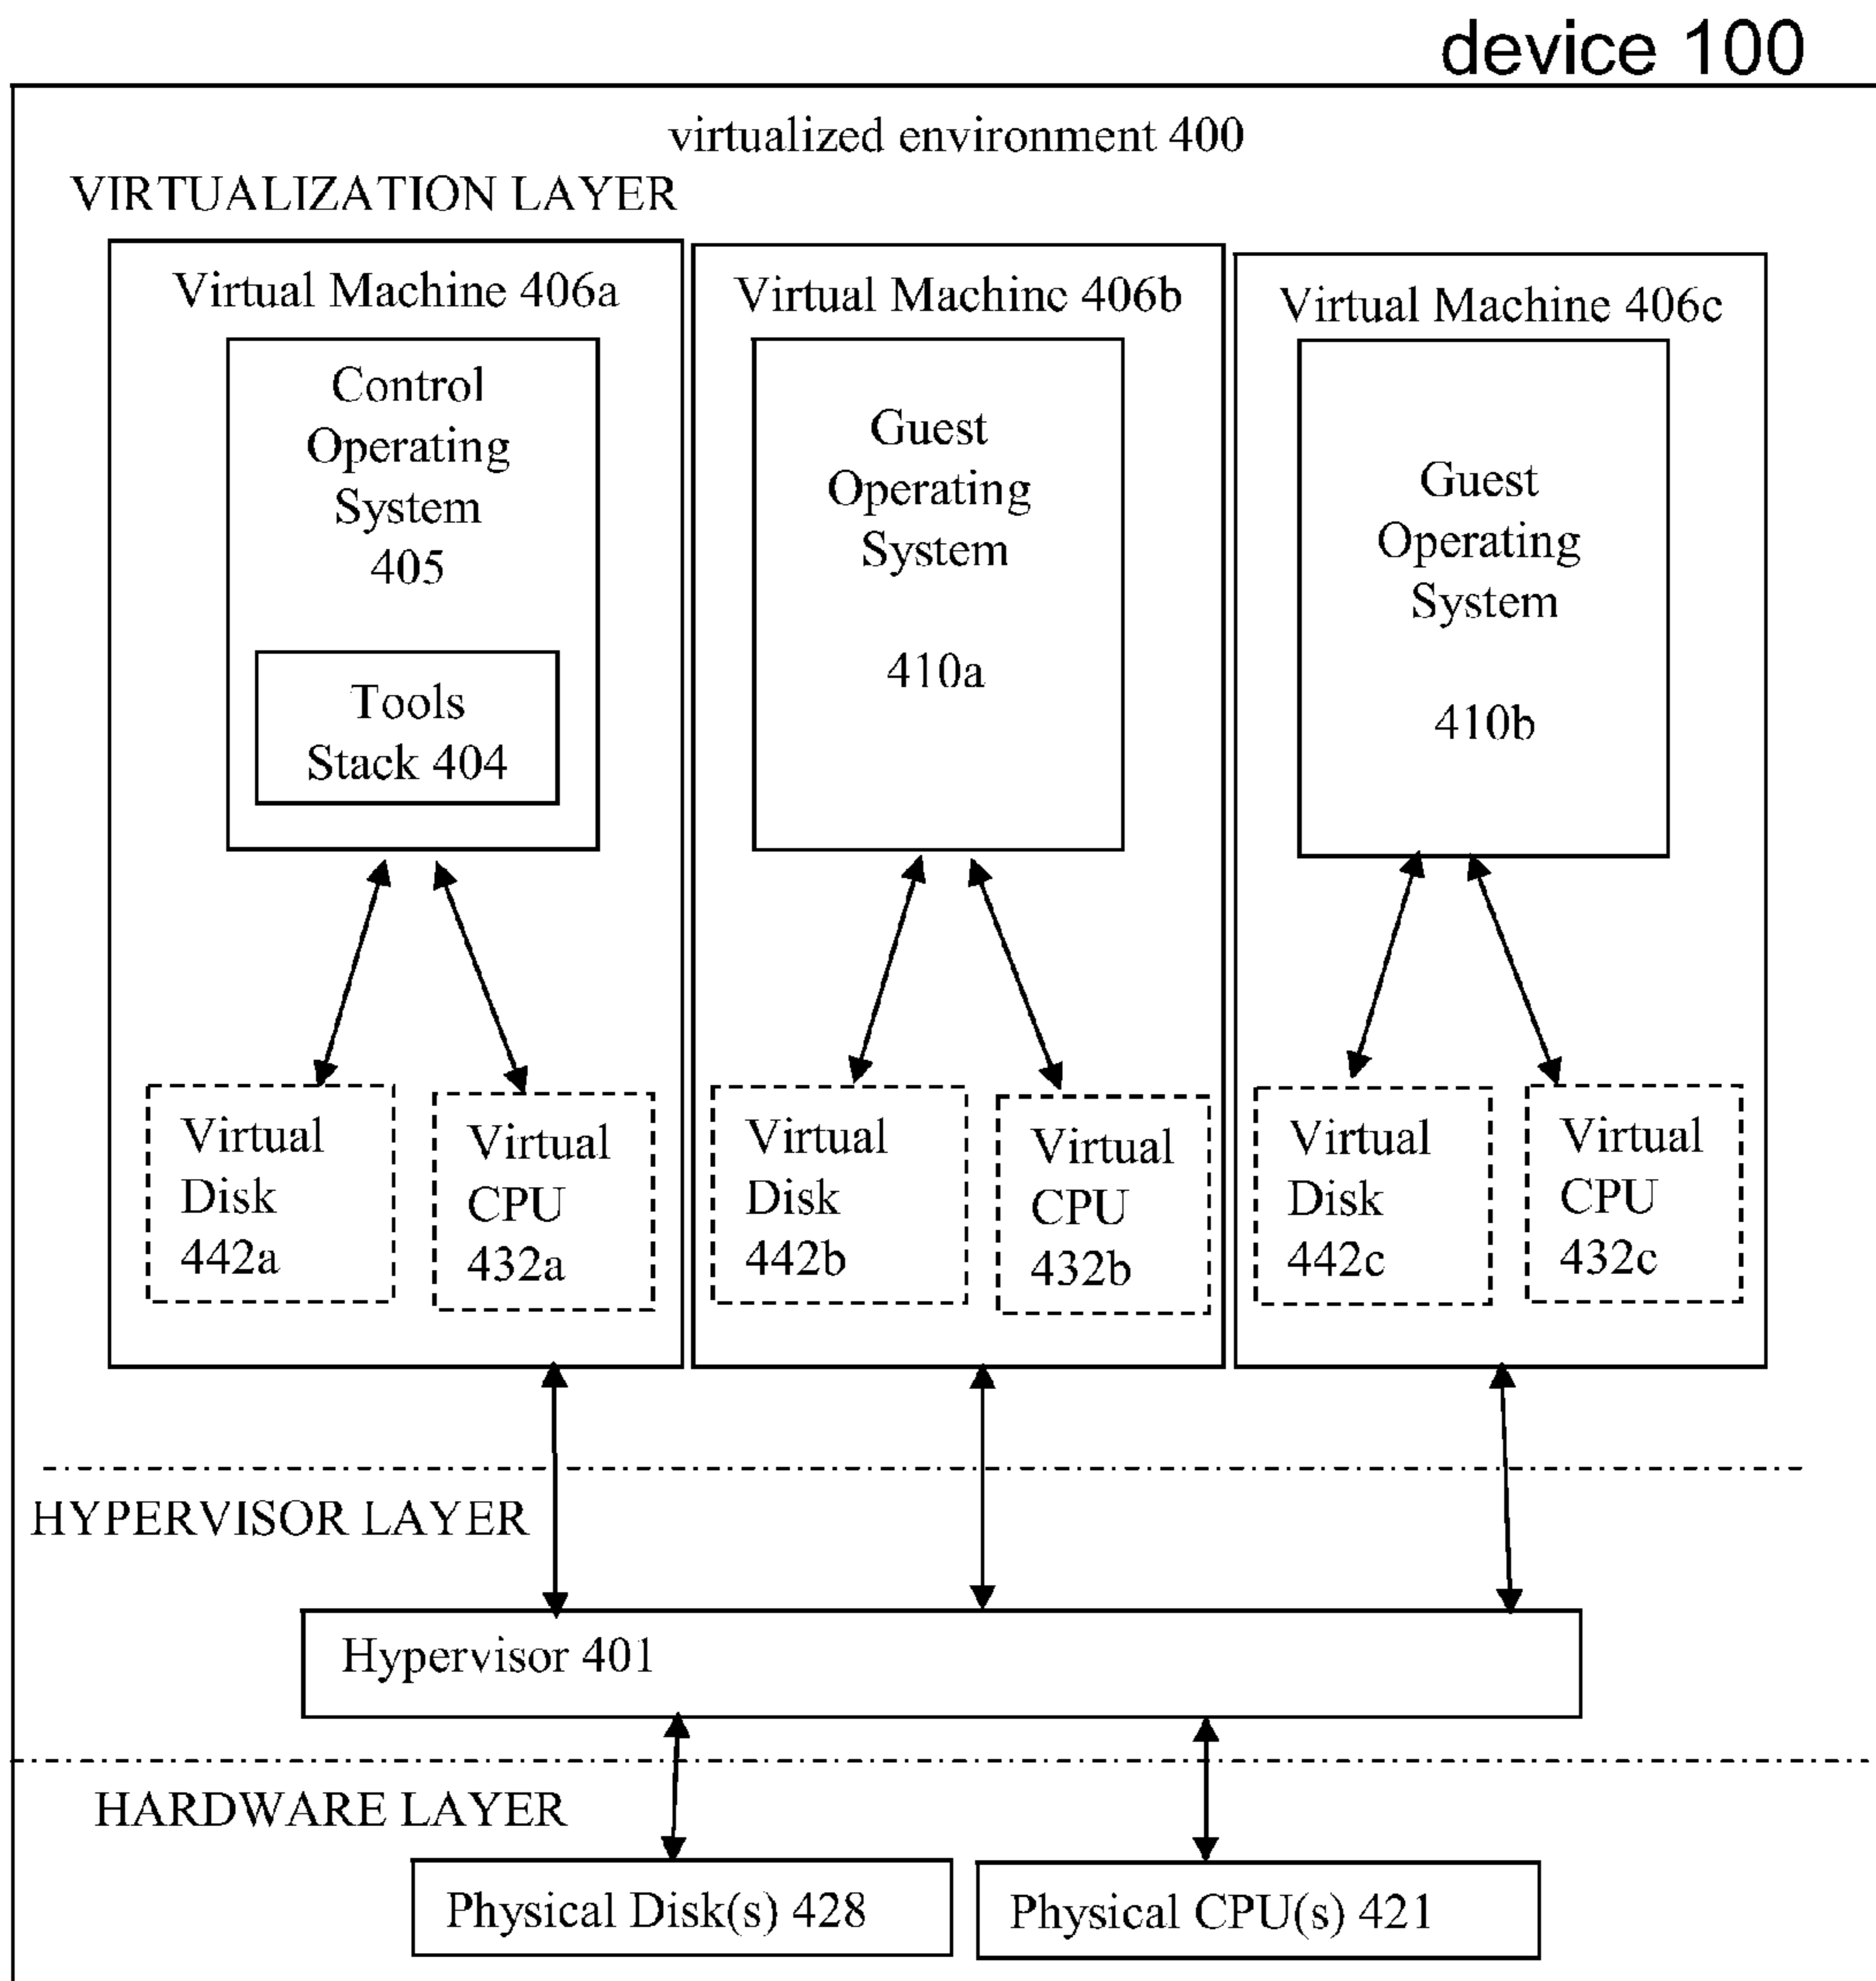 device 100
virtualized environment 400
VIRTUALIZATION LAYER
Virtual Machine 406a
Control
Operating
System
405
Tools
Stack 404
Virtual
Disk
442a
Virtual
CPU
432a
Virtual Machine 406b
Guest
Operating
System
410a
Virtual
Disk
442b
Virtual
CPU
432b
Virtual Machine 406c
Guest
Operating
System
410b
Virtual
Disk
442c
Virtual
CPU
432c
HYPERVISOR LAYER
Hypervisor 401
HARDWARE LAYER
Physical Disk(s) 428
Physical CPU(s) 421